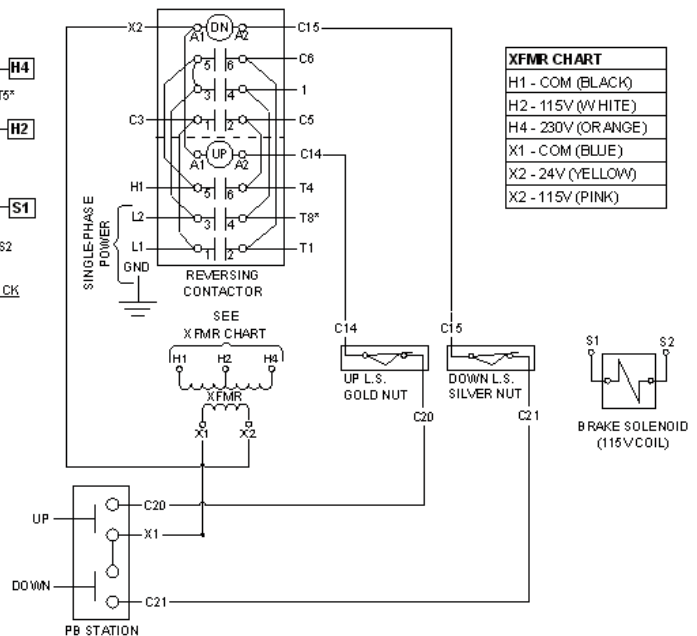 X2
DN
A1
A2
C15
C6
5
6
1
3
4
C3
1
2
C5
UP
A1
A2
C14
H1
5
6
T4
L2
3
4
T8*
L1
1
2
T1
SINGLE-PHASE
POWER
GND
REVERSING
CONTACTOR
H4
T5*
H2
S1
S2
CK
XFMR CHART
H1 - COM (BLACK)
H2 - 115V (WHITE)
H4 - 230V (ORANGE)
X1 - COM (BLUE)
X2 - 24V (YELLOW)
X2 - 115V (PINK)
SEE
XFMR CHART
H1 H2 H4
XFMR
X1 X2
C14
UP L.S.
GOLD NUT
C20
C15
DOWN L.S.
SILVER NUT
C21
S1 S2
BRAKE SOLENOID
(115V COIL)
UP
C20
X1
DOWN
C21
PB STATION